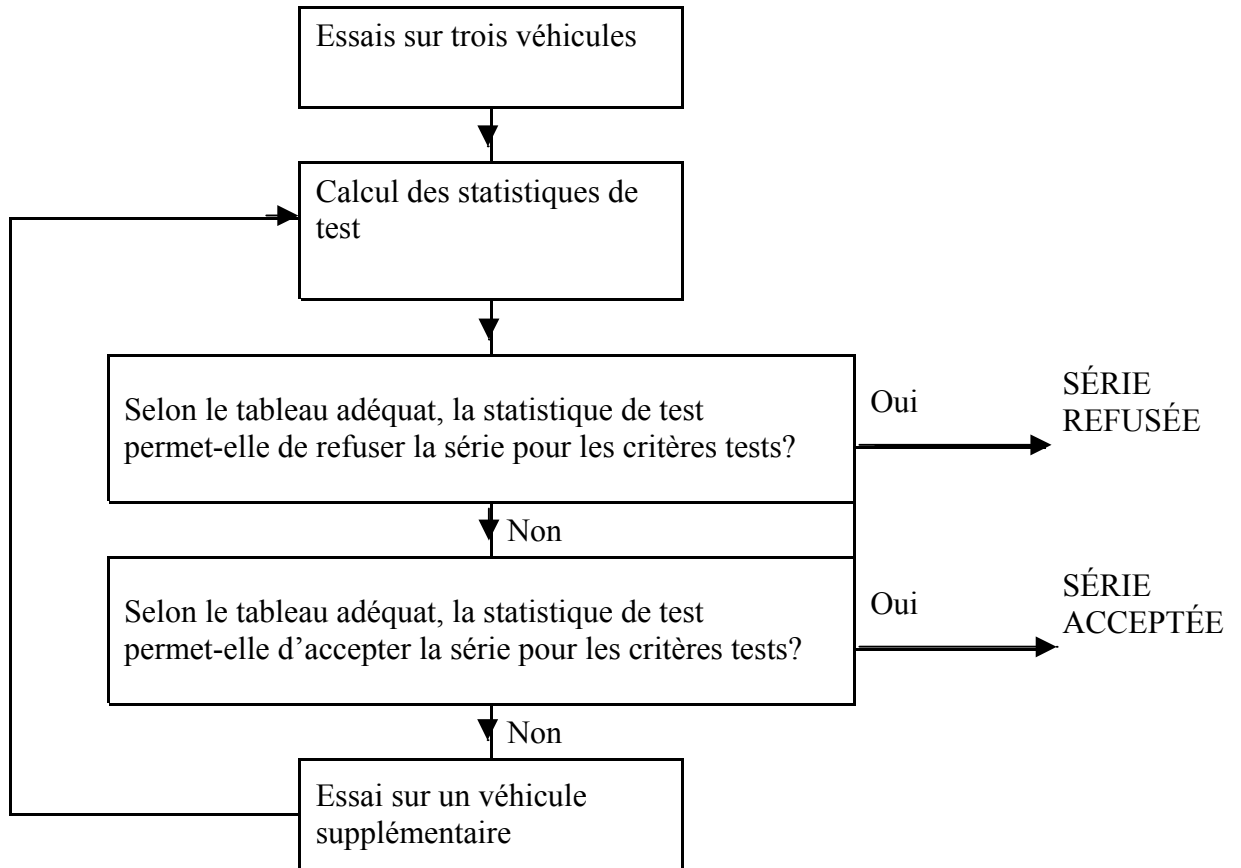 Essais sur trois véhicules
Calcul des statistiques de
test
Selon le tableau adéquat, la statistique de test
permet-elle de refuser la série pour les critères tests?
Oui
SÉRIE
REFUSÉE
Non
Selon le tableau adéquat, la statistique de test
permet-elle d’accepter la série pour les critères tests?
Oui
SÉRIE
ACCEPTÉE
Non
Essai sur un véhicule
supplémentaire